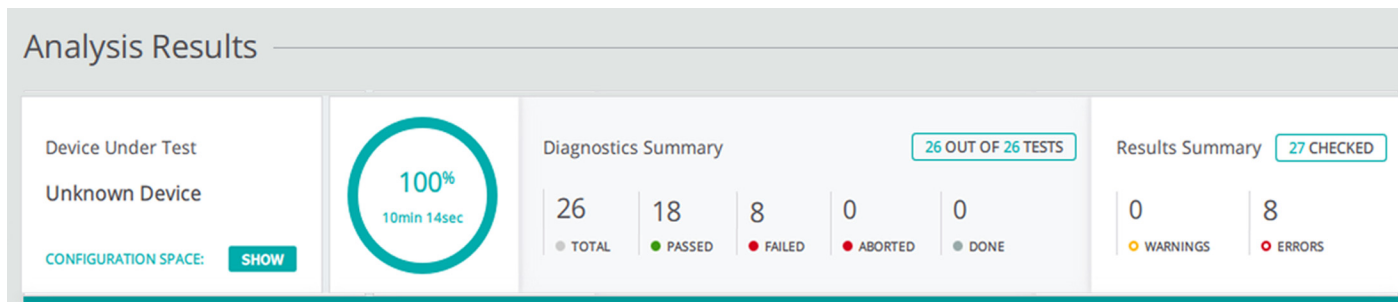 Analysis Results
Device Under Test
Unknown Device
CONFIGURATION SPACE: SHOW
100%
10min 14sec
Diagnostics Summary 26 OUT OF 26 TESTS
26 18 8 0 0
TOTAL PASSED FAILED ABORTED DONE
Results Summary 27 CHECKED
0 8
WARNINGS ERRORS